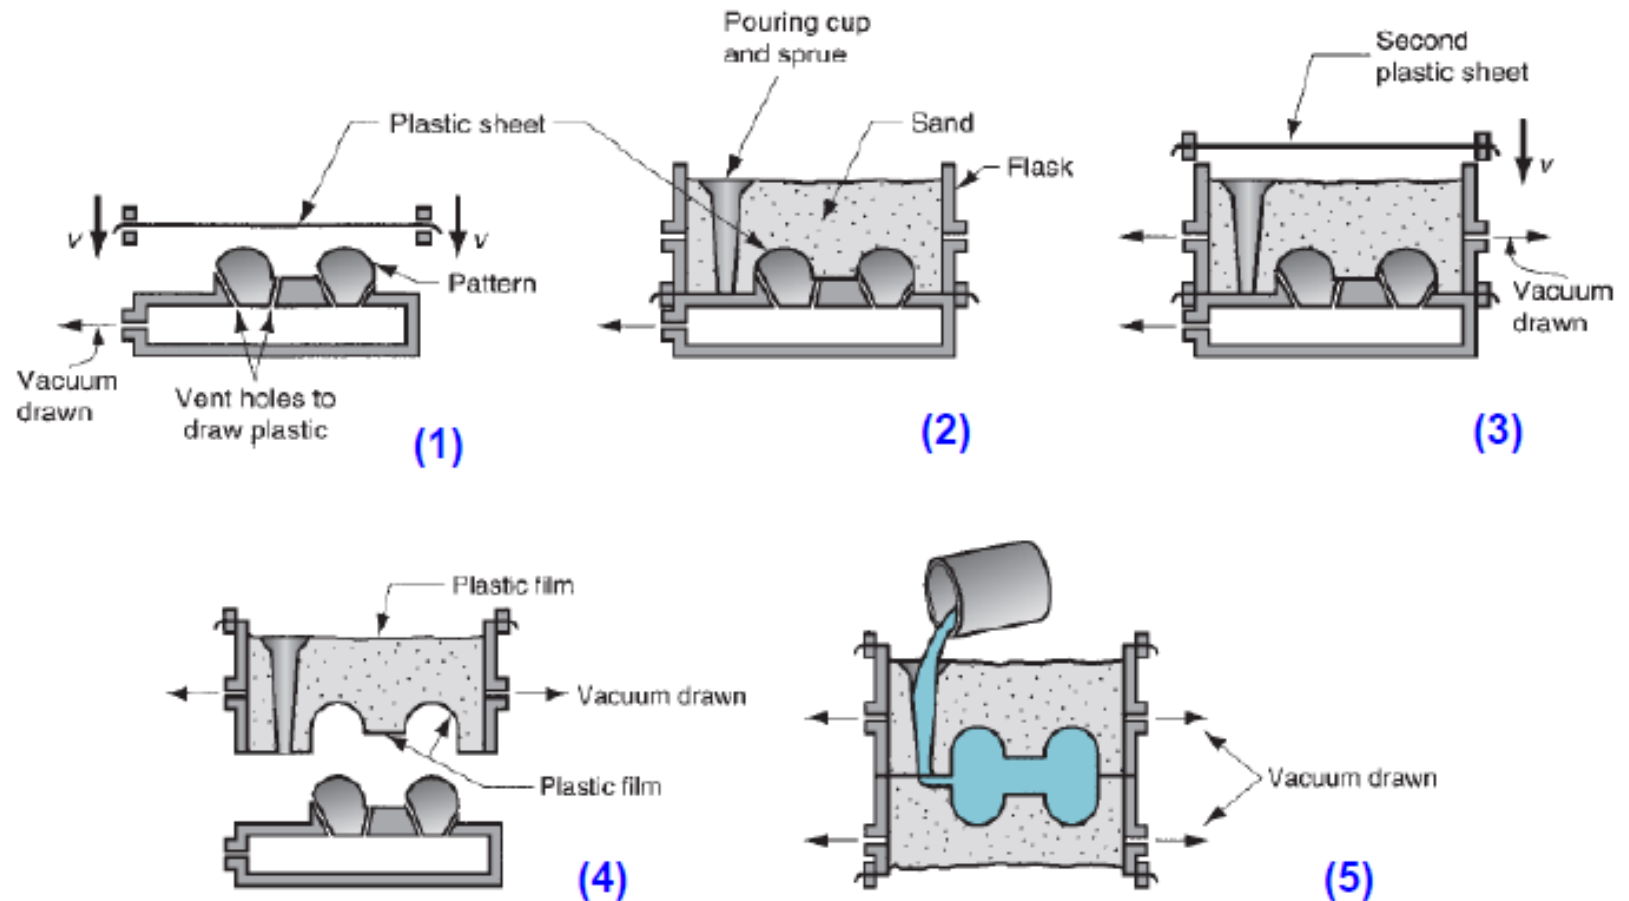 Pouring cup
and sprue
Second
plastic sheet
Plastic sheet
Sand
Flask
v
v
v
Pattern
Vacuum
drawn
Vacuum
drawn
Vent holes to
draw plastic
(1)
(2)
(3)
Plastic film
Vacuum drawn
Plastic film
Vacuum drawn
(4)
(5)